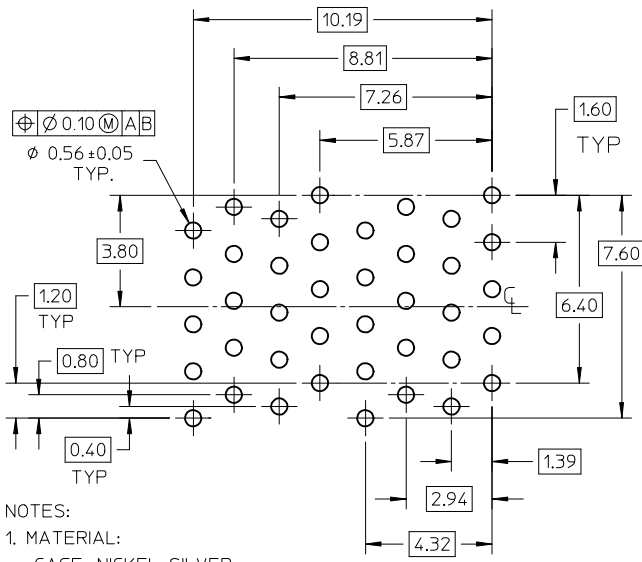 10.19
8.81
7.26
5.87
1.60
TYP
⌖ Ø 0.10 Ⓜ A B
ϕ 0.56 ±0.05
TYP.
3.80
℄
6.40
7.60
1.20
TYP
0.80 TYP
0.40
TYP
1.39
2.94
4.32
NOTES:
1. MATERIAL: